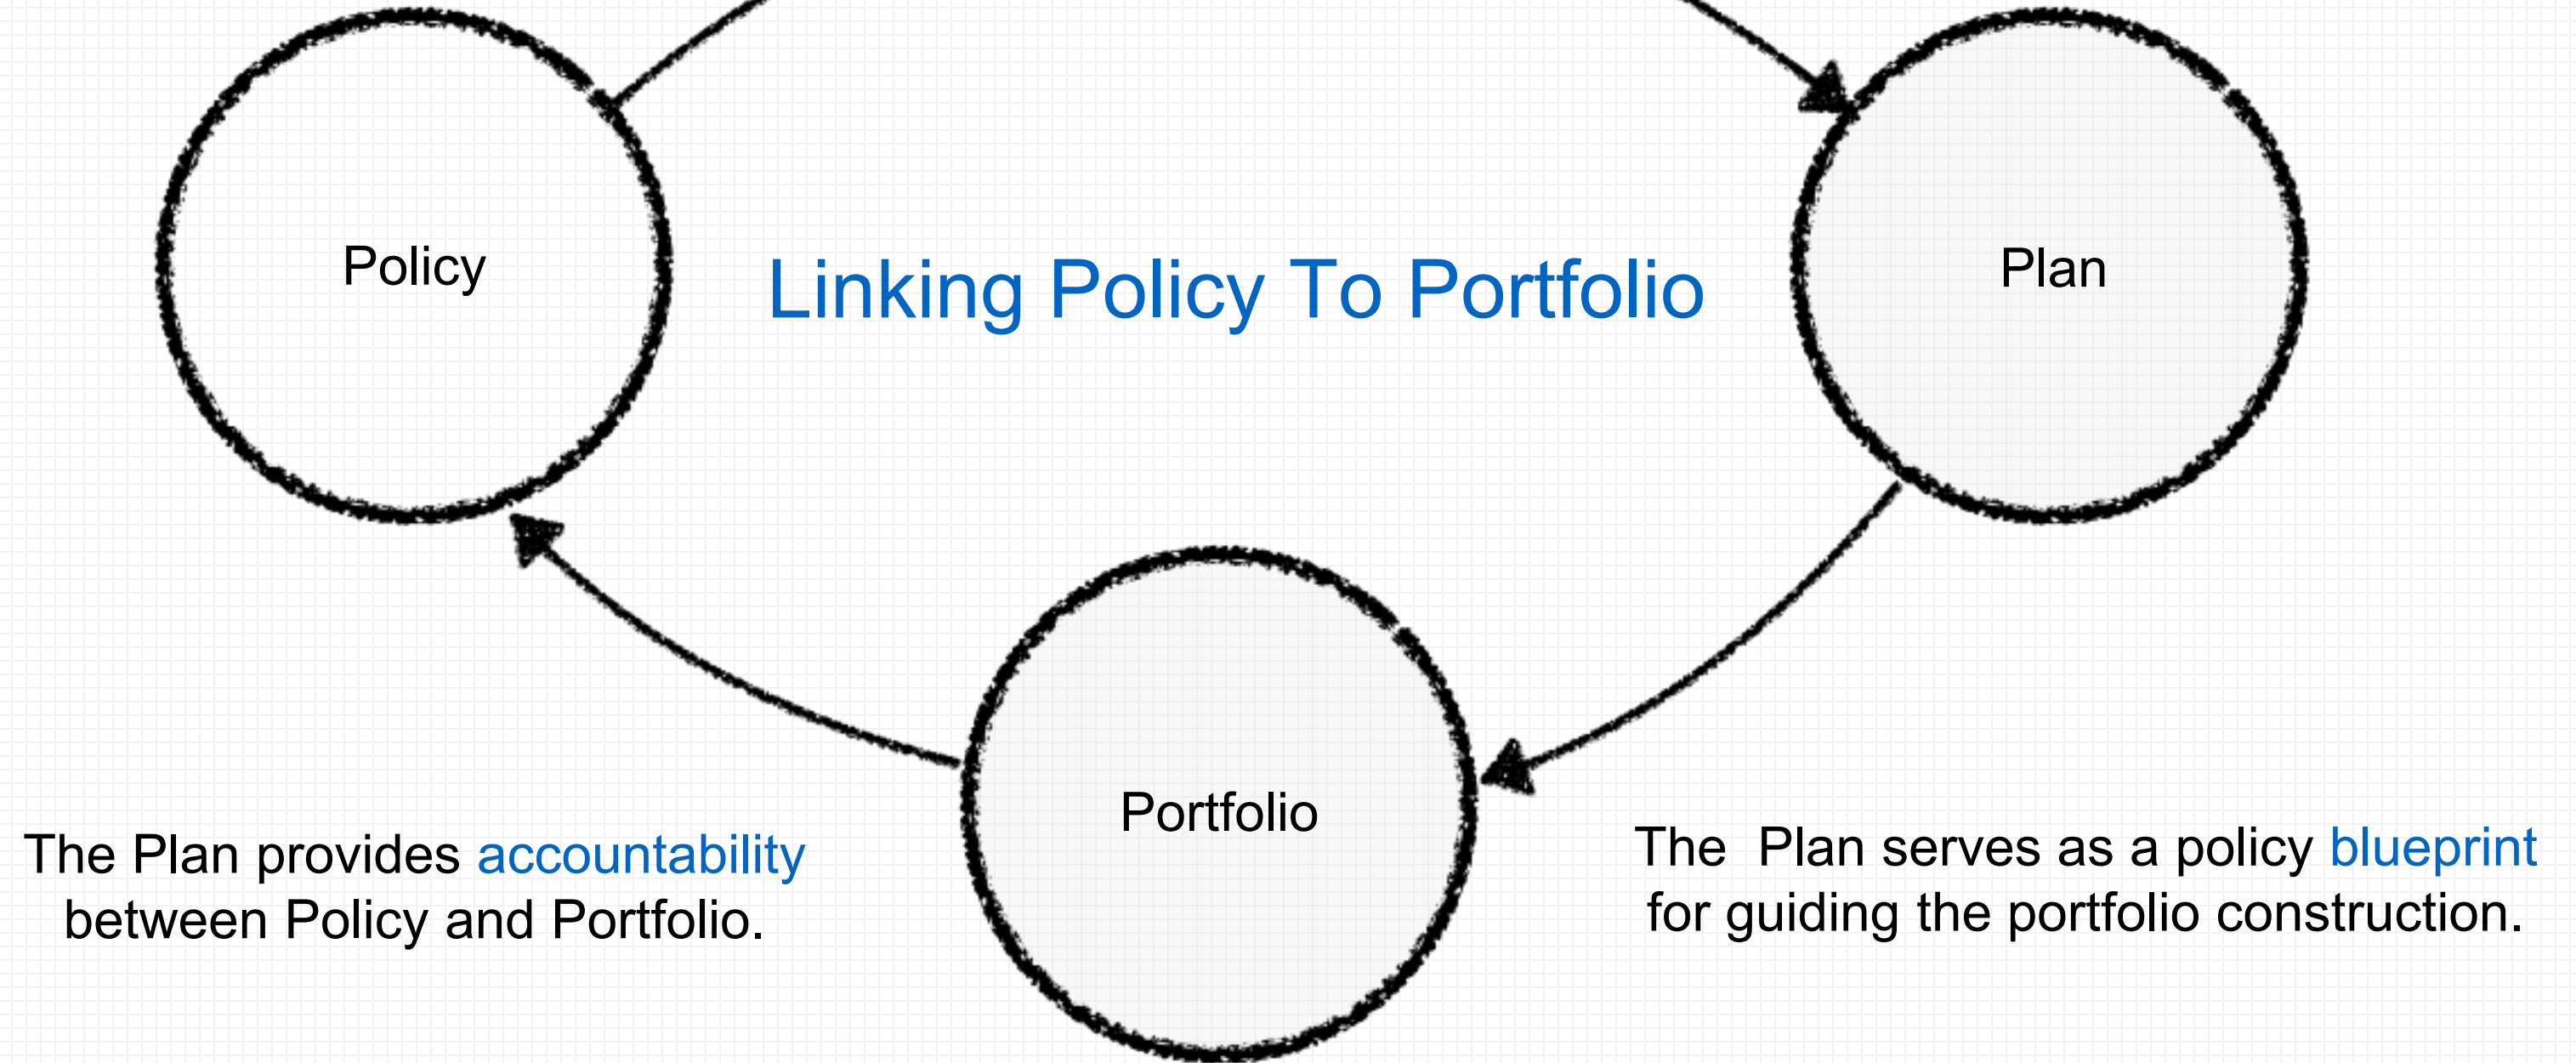 Policy
Linking Policy To Portfolio
Plan
Portfolio
The Plan provides accountability
between Policy and Portfolio.
The  Plan serves as a policy blueprint
for guiding the portfolio construction.